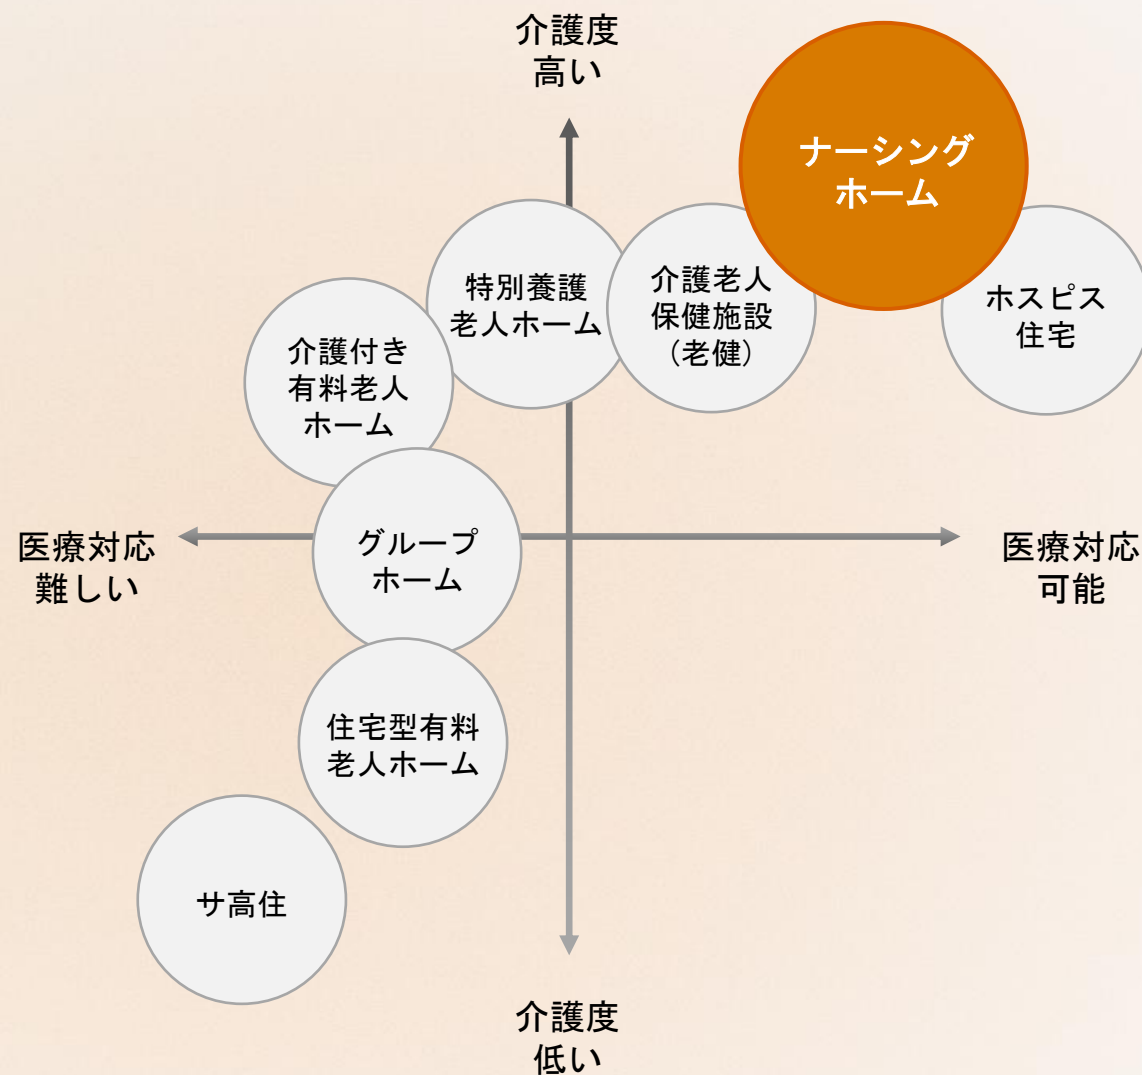 介護度
高い
ナーシング
ホーム
特別養護
老人ホーム
介護老人
保健施設
（老健）
ホスピス
住宅
介護付き
有料老人
ホーム
医療対応
難しい
グループ
ホーム
医療対応
可能
住宅型有料
老人ホーム
サ高住
介護度
低い